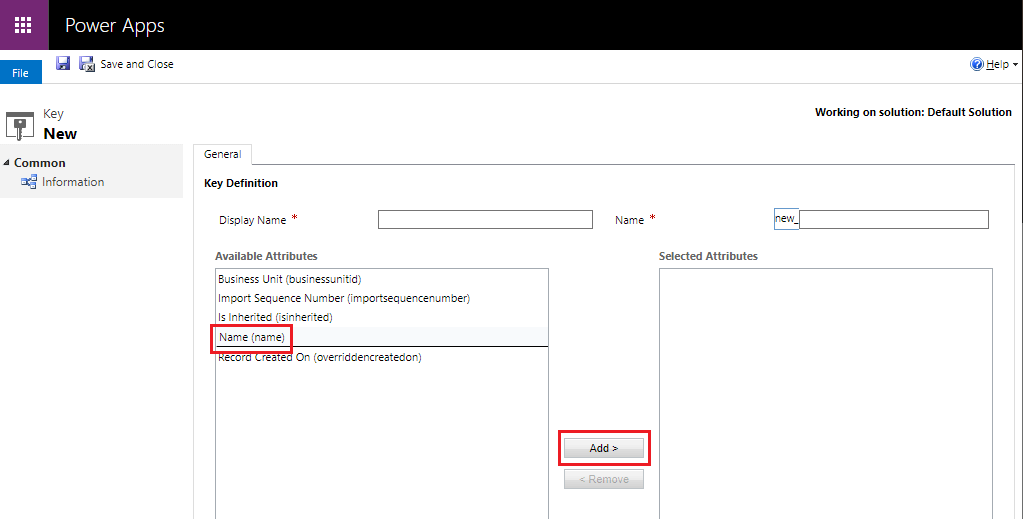 Power Apps
File
Save and Close
Help
Key
New
Working on solution: Default Solution
Common
Information
General
Key Definition
Display Name *
Name *
new_
Available Attributes
Selected Attributes
Business Unit (businessunitid)
Import Sequence Number (importsequencenumber)
Is Inherited (isinherited)
Name (name)
Record Created On (overriddencreatedon)
Add >
< Remove